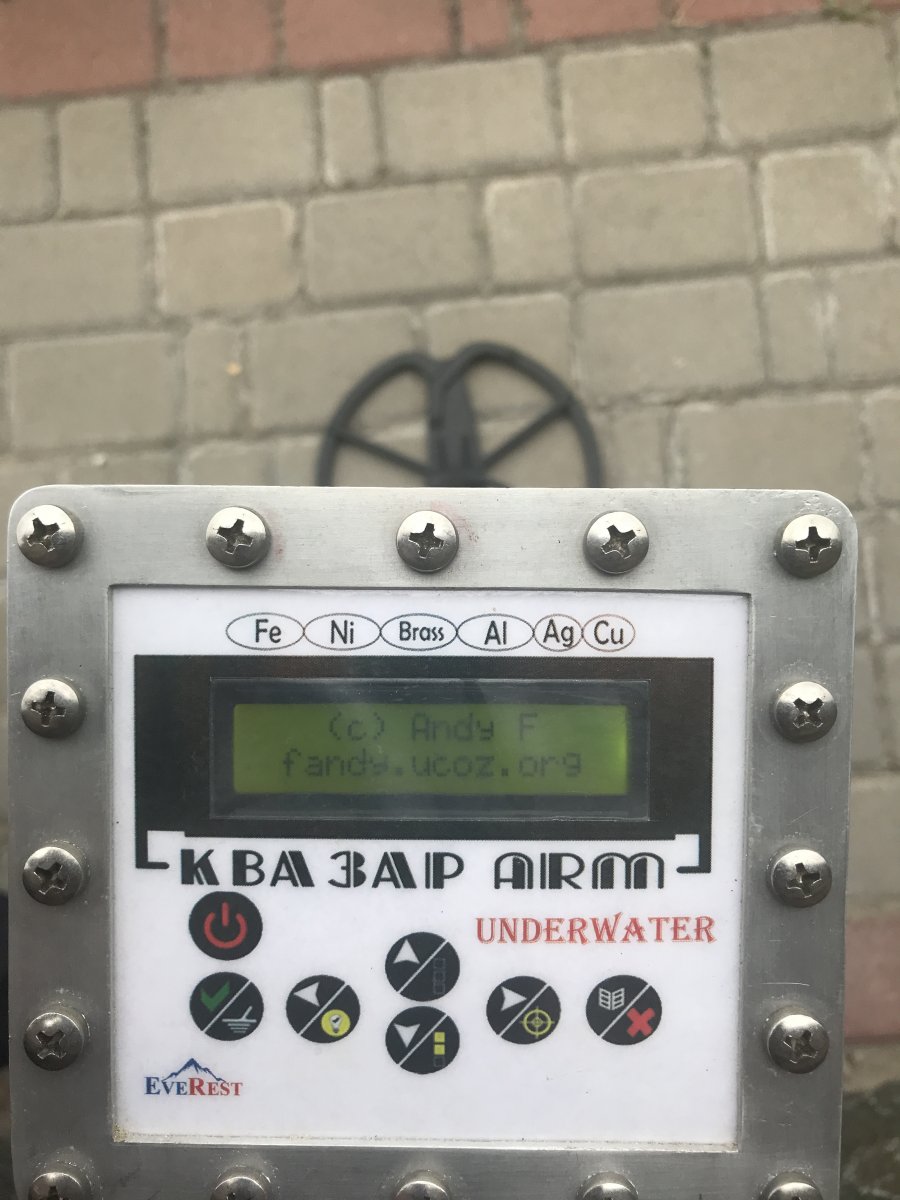 Fe Ni Brass Al Ag Cu
(c) Andy F
fandy.ucoz.org
КВАЗАР ARM
UNDERWATER
EVEREST